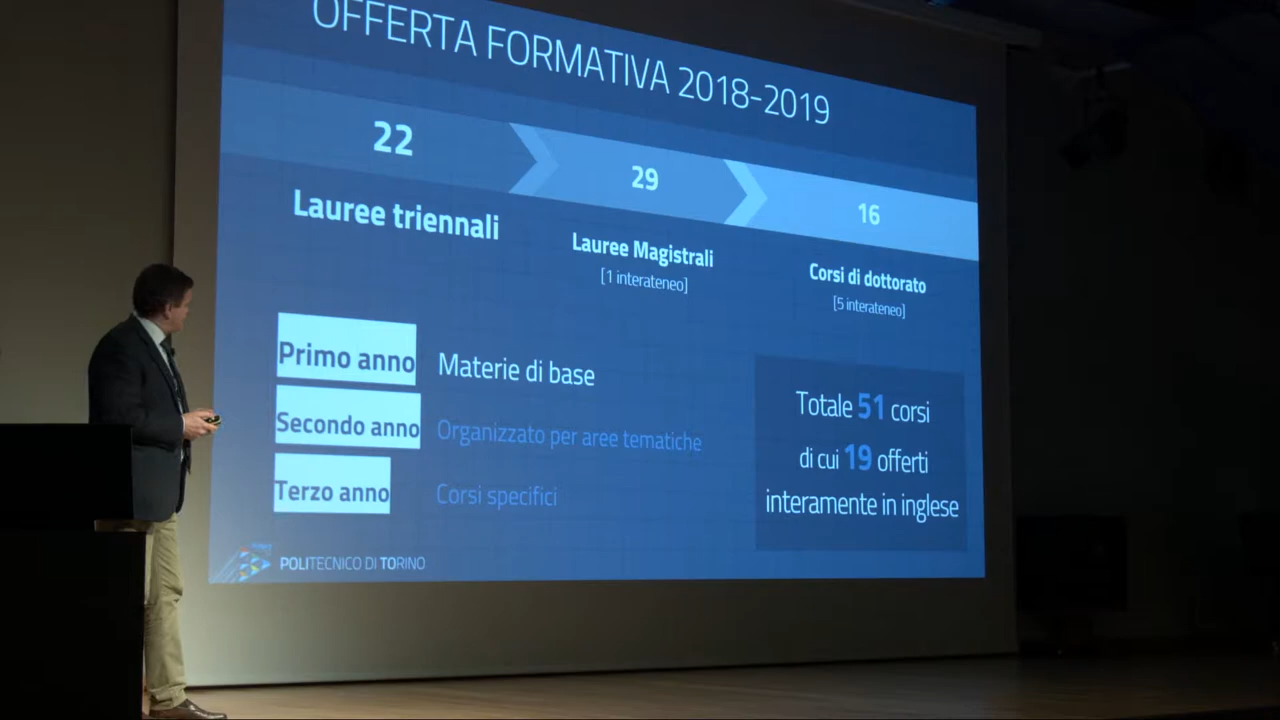 OFFERTA FORMATIVA 2018-2019
22
29
16
Lauree triennali
Lauree Magistrali
[1 interateneo]
Corsi di dottorato
[5 interateneo]
Primo anno
Materie di base
Secondo anno
Organizzato per aree tematiche
Terzo anno
Corsi specifici
Totale 51 corsi
di cui 19 offerti
interamente in inglese
POLITECNICO DI TORINO